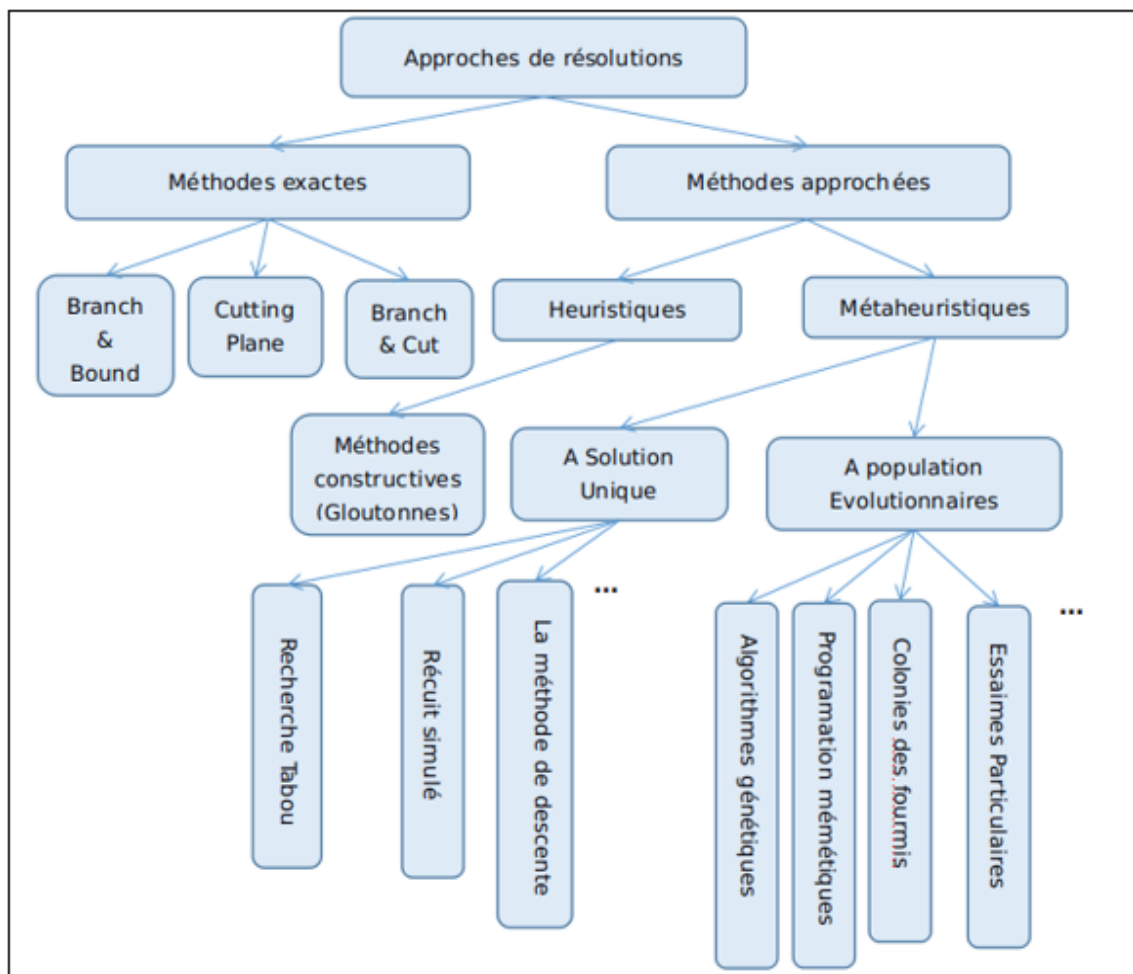 Approches de résolutions
Méthodes exactes
Méthodes approchées
Branch
&
Bound
Cutting
Plane
Branch
& Cut
Heuristiques
Métaheuristiques
Méthodes
constructives
(Gloutonnes)
A Solution
Unique
A population
Evolutionnaires
Recherche Tabou
Récuit simulé
La méthode de descente
...
Algorithmes génétiques
Programation mémétiques
Colonies des fourmis
Essaimes Particulaires
...